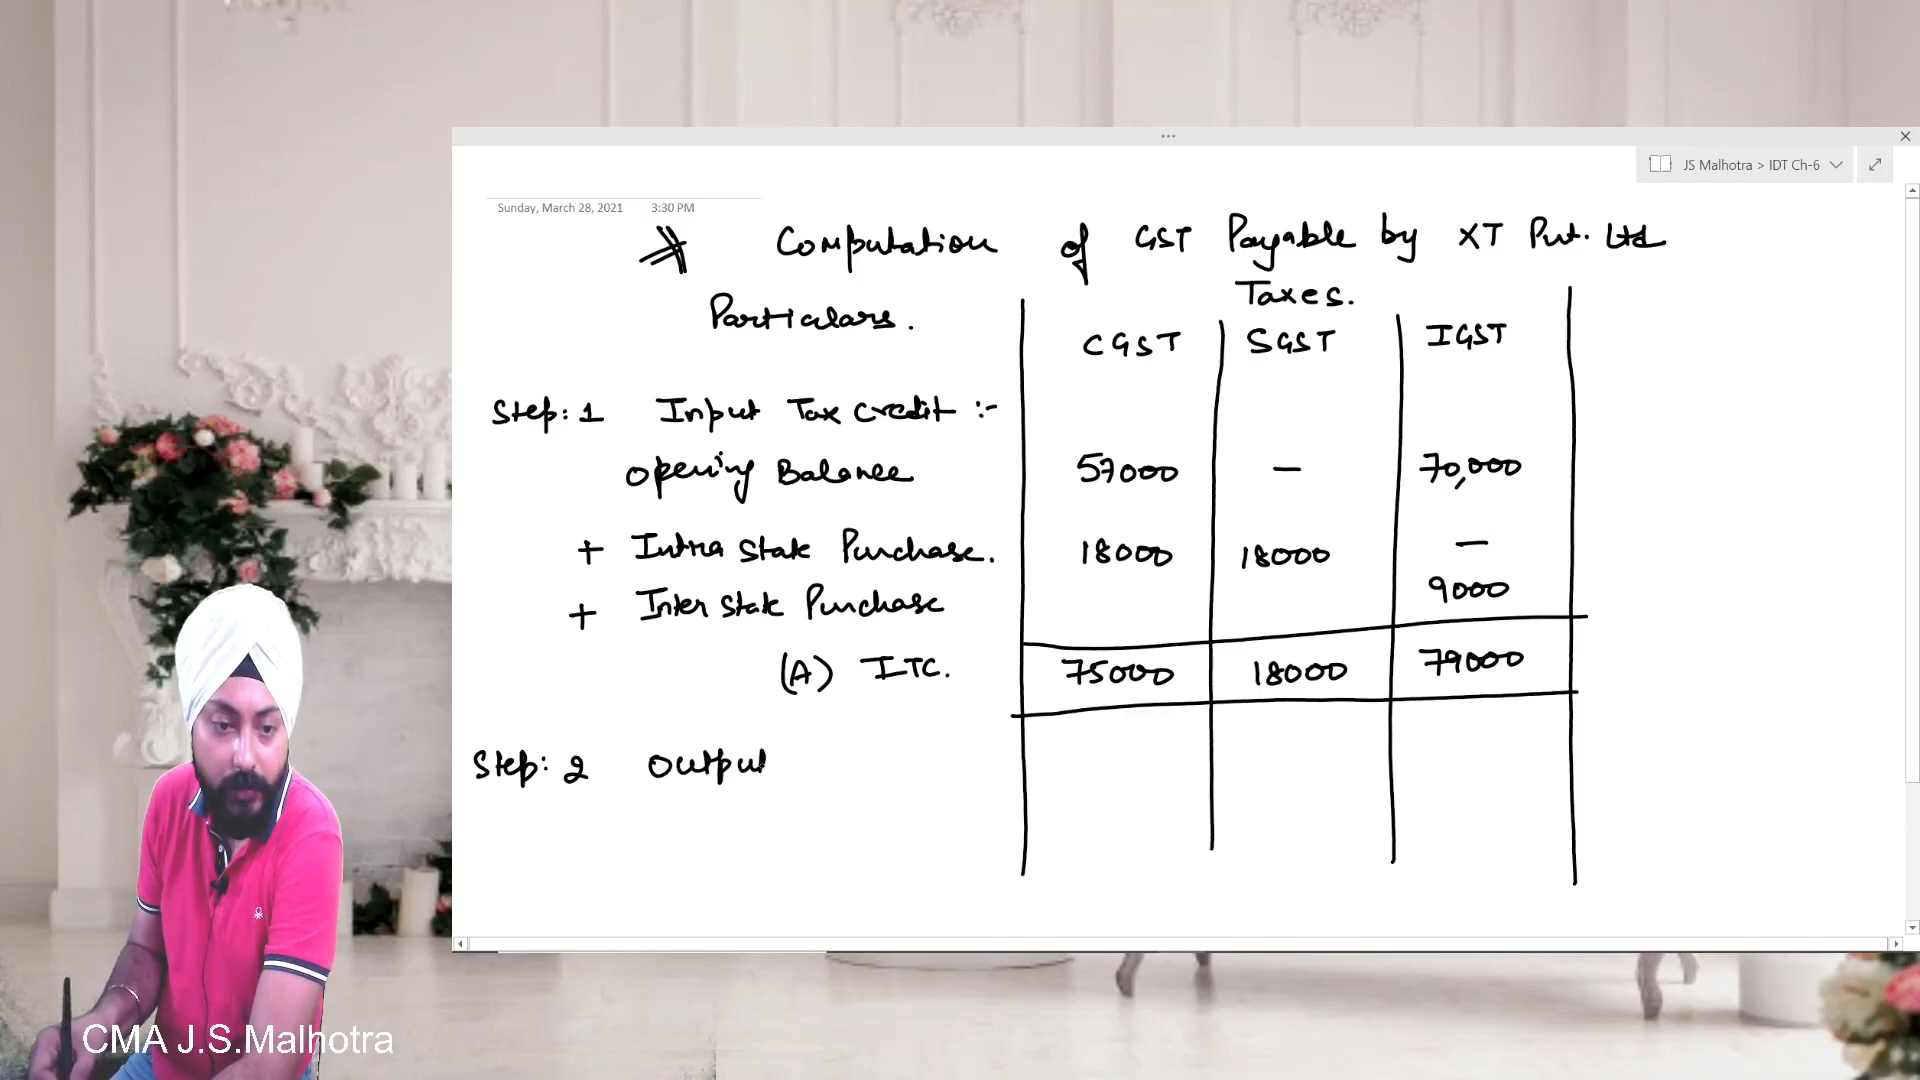 JS Malhotra > IDT Ch-6
Sunday, March 28, 2021 3:30 PM
Computation of GST Payable by XT Pvt. Ltd
Particulars. Taxes.
CGST SGST IGST
Step: 1 Input Tax credit :-
opening Balance 57000 — 70,000
+ Intra State Purchase. 18000 18000 —
+ Inter State Purchase 9000
(A) ITC. 75000 18000 79000
Step: 2 Output
CMA J.S.Malhotra